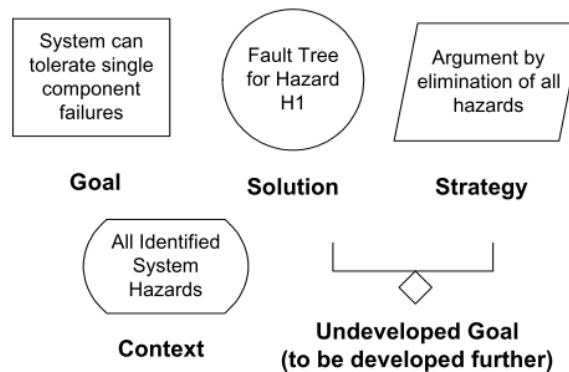 System can
tolerate single
component
failures
Goal
Fault Tree
for Hazard
H1
Solution
Argument by
elimination of all
hazards
Strategy
All Identified
System
Hazards
Context
Undeveloped Goal
(to be developed further)